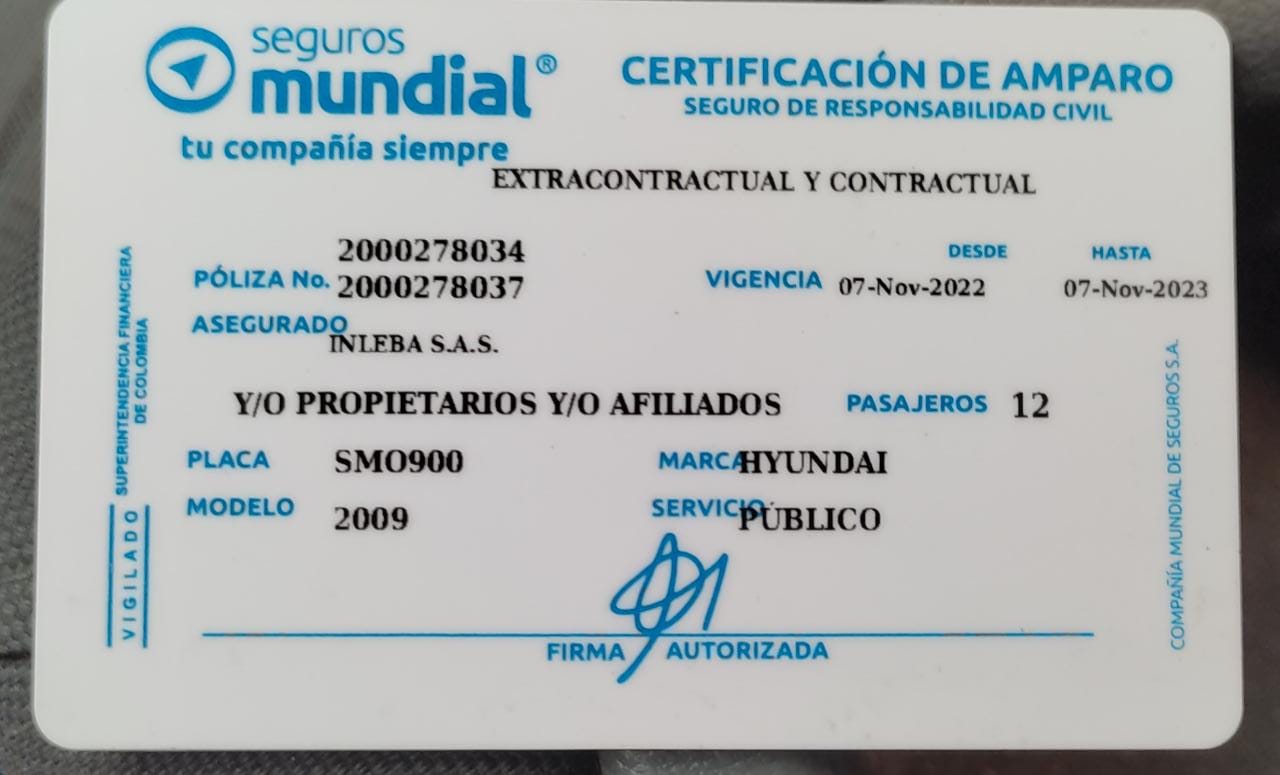 seguros
mundial®
tu compañía siempre
CERTIFICACIÓN DE AMPARO
SEGURO DE RESPONSABILIDAD CIVIL
EXTRACONTRACTUAL Y CONTRACTUAL
2000278034
PÓLIZA No. 2000278037
DESDE HASTA
VIGENCIA 07-Nov-2022 07-Nov-2023
ASEGURADO
INLEBA S.A.S.
Y/O PROPIETARIOS Y/O AFILIADOS PASAJEROS 12
PLACA SMO900 MARCA HYUNDAI
MODELO 2009 SERVICIO PÚBLICO
FIRMA AUTORIZADA
VIGILADO
SUPERINTENDENCIA FINANCIERA
DE COLOMBIA
COMPAÑÍA MUNDIAL DE SEGUROS S.A.